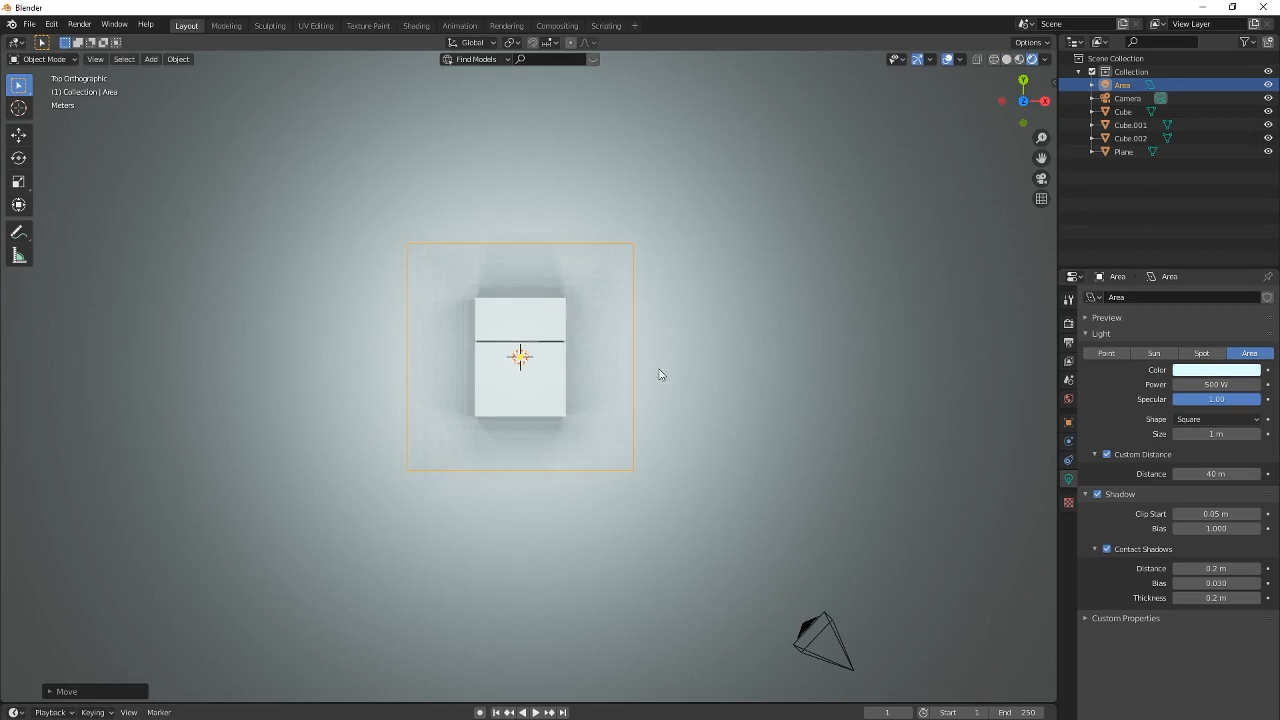 Blender
File Edit Render Window Help
Layout Modeling Sculpting UV Editing Texture Paint Shading Animation Rendering Compositing Scripting +
Scene
View Layer
Global
Options
Object Mode View Select Add Object
Find Models
Top Orthographic
(1) Collection | Area
Meters
Y
Z
X
Scene Collection
Collection
Area
Camera
Cube
Cube.001
Cube.002
Plane
Area Area
Area
Preview
Light
Point Sun Spot Area
Color
Power 500 W
Specular 1.00
Shape Square
Size 1 m
Custom Distance
Distance 40 m
Shadow
Clip Start 0.05 m
Bias 1.000
Contact Shadows
Distance 0.2 m
Bias 0.030
Thickness 0.2 m
Custom Properties
Move
Playback Keying View Marker
1 Start 1 End 250